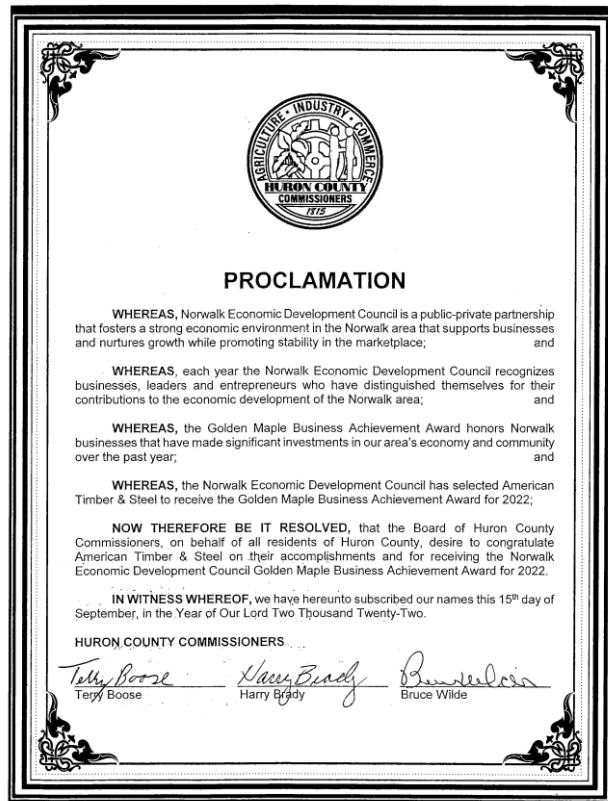 AGRICULTURE · INDUSTRY · COMMERCE
HURON COUNTY
COMMISSIONERS
1815
PROCLAMATION
WHEREAS, Norwalk Economic Development Council is a public-private partnership
that fosters a strong economic environment in the Norwalk area that supports businesses
and nurtures growth while promoting stability in the marketplace; and
WHEREAS, each year the Norwalk Economic Development Council recognizes
businesses, leaders and entrepreneurs who have distinguished themselves for their
contributions to the economic development of the Norwalk area; and
WHEREAS, the Golden Maple Business Achievement Award honors Norwalk
businesses that have made significant investments in our area's economy and community
over the past year; and
WHEREAS, the Norwalk Economic Development Council has selected American
Timber & Steel to receive the Golden Maple Business Achievement Award for 2022;
NOW THEREFORE BE IT RESOLVED, that the Board of Huron County
Commissioners, on behalf of all residents of Huron County, desire to congratulate
American Timber & Steel on their accomplishments and for receiving the Norwalk
Economic Development Council Golden Maple Business Achievement Award for 2022.
IN WITNESS WHEREOF, we have hereunto subscribed our names this 15th day of
September, in the Year of Our Lord Two Thousand Twenty-Two.
HURON COUNTY COMMISSIONERS
Terry Boose Harry Brady Bruce Wilde
Terry Boose Harry Brady Bruce Wilde